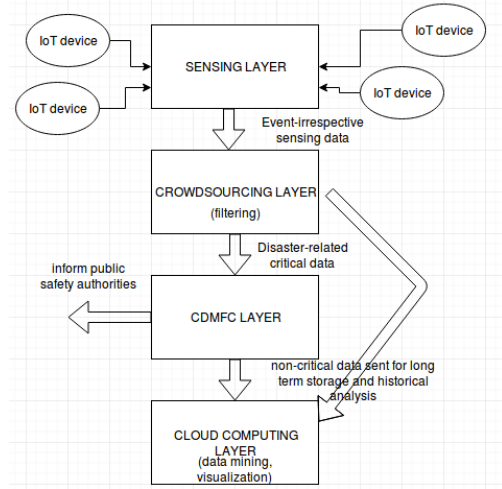 IoT device
IoT device
SENSING LAYER
IoT device
IoT device
Event-irrespective
sensing data
CROWDSOURCING LAYER
(filtering)
Disaster-related
critical data
inform public
safety authorities
CDMFC LAYER
non-critical data sent for long
term storage and historical
analysis
CLOUD COMPUTING
LAYER
(data mining,
visualization)